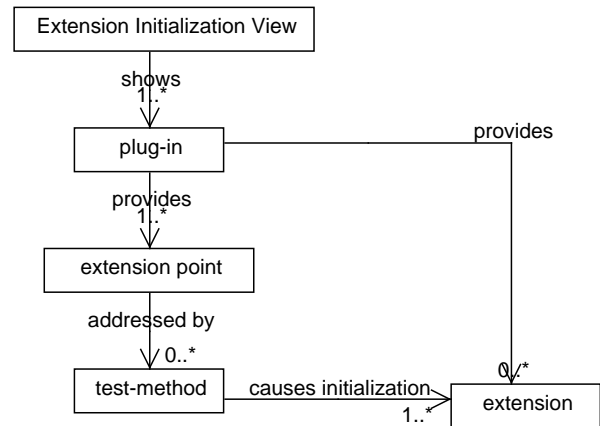 Extension Initialization View
shows
1..*
plug-in
provides
provides
1..*
extension point
addressed by
0..*
0..*
test-method
causes initialization
1..*
extension